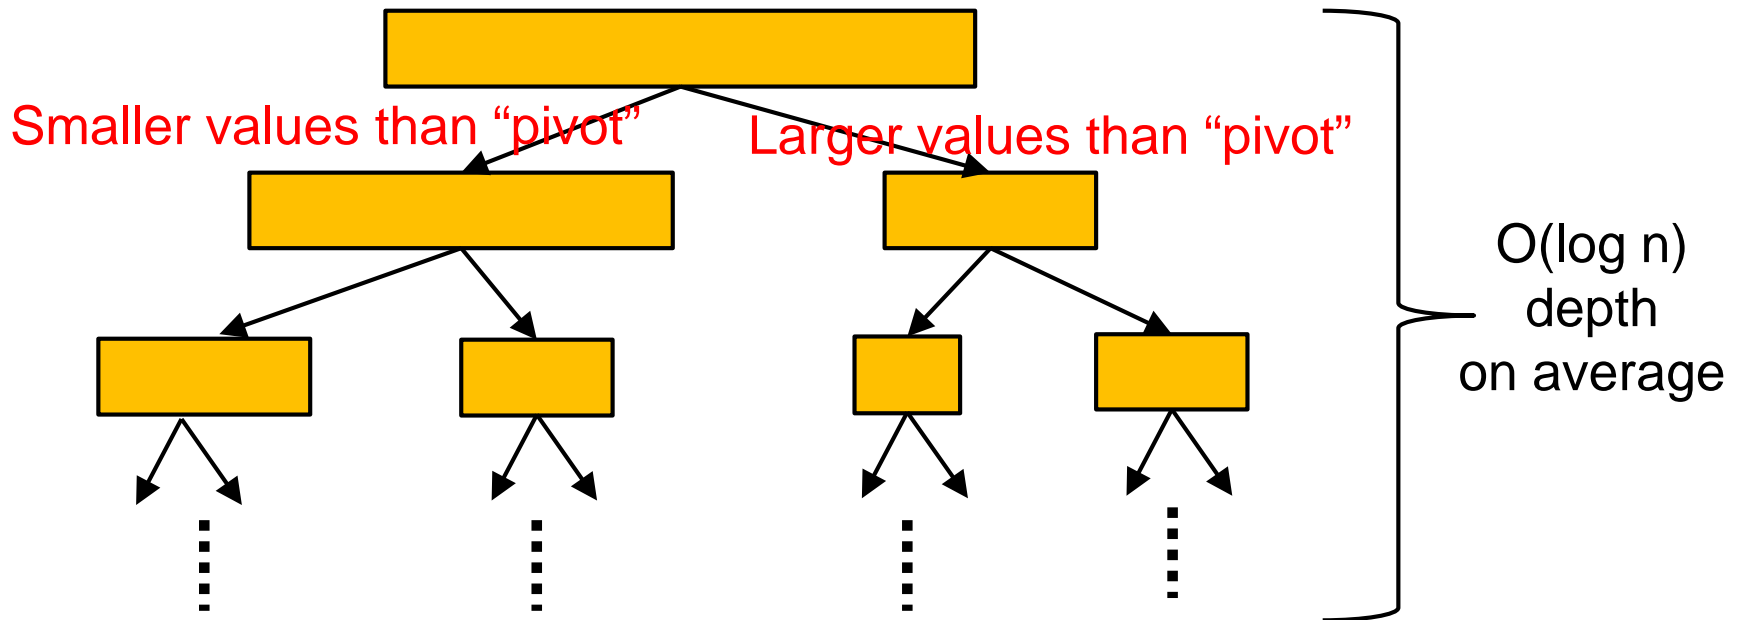 Smaller values than “pivot”
Larger values than “pivot”
O(log n)
depth
on average